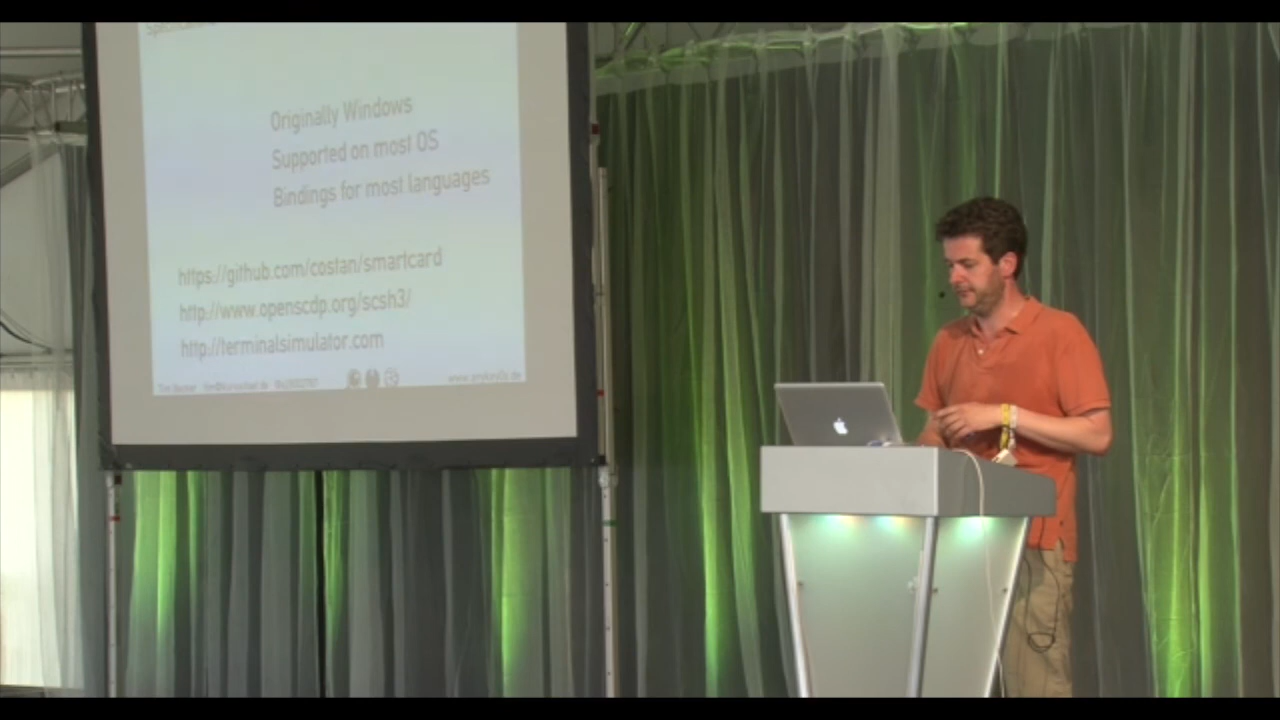 Originally Windows
Supported on most OS
Bindings for most languages
https://github.com/costan/smartcard
http://www.openscdp.org/scsh3/
http://terminalsimulator.com